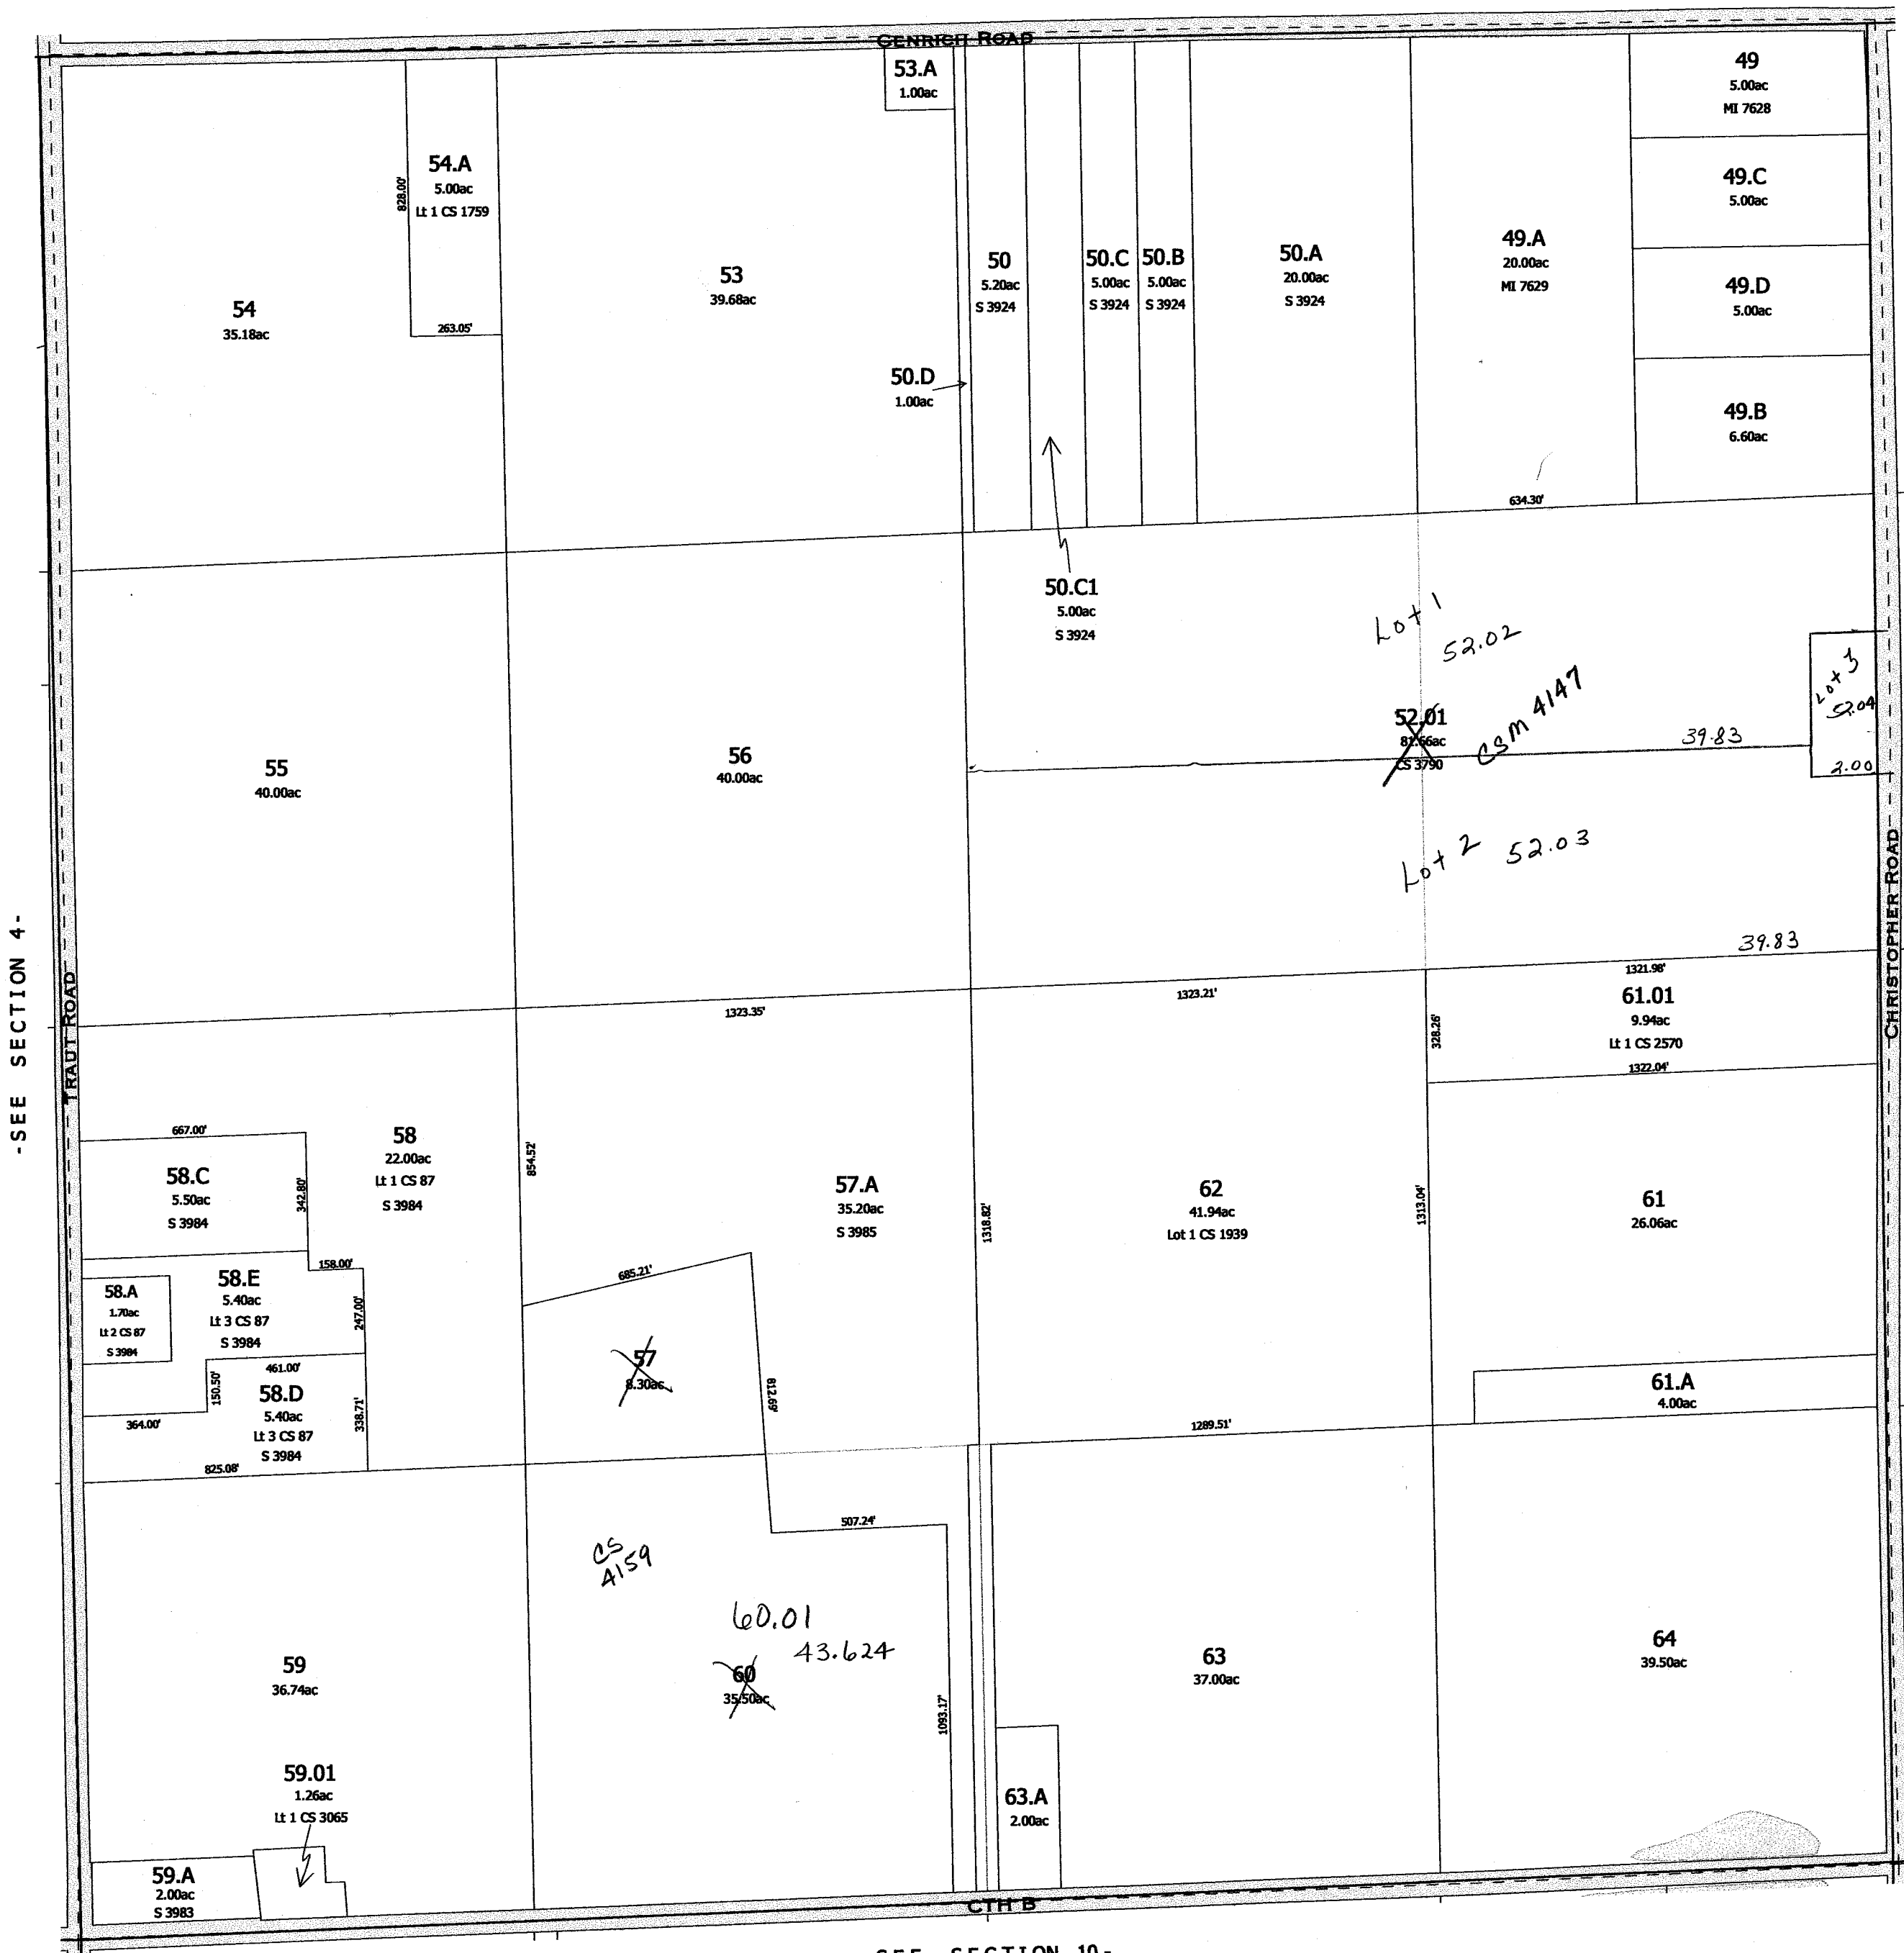 GENRICH ROAD
53.A
1.00ac
49
5.00ac
MI 7628
54.A
5.00ac
Lt 1 CS 1759
828.00'
263.05'
49.C
5.00ac
54
35.18ac
53
39.68ac
50
5.20ac
S 3924
50.C
5.00ac
S 3924
50.B
5.00ac
S 3924
50.A
20.00ac
S 3924
49.A
20.00ac
MI 7629
49.D
5.00ac
50.D
1.00ac
49.B
6.60ac
634.30'
50.C1
5.00ac
S 3924
Lot 1
52.02
Lot 3
52.04
2.00
52.01
81.66ac
CS 3790
CSM 4147
39.83
55
40.00ac
56
40.00ac
Lot 2 52.03
39.83
-SEE SECTION 4-
TRAUT ROAD
CHRISTOPHER ROAD
1323.35'
1323.21'
1321.98'
61.01
9.94ac
Lt 1 CS 2570
328.26'
1322.04'
667.00'
58
22.00ac
Lt 1 CS 87
S 3984
854.52'
58.C
5.50ac
S 3984
342.80'
57.A
35.20ac
S 3985
1318.82'
62
41.94ac
Lot 1 CS 1939
1313.04'
61
26.06ac
158.00'
685.21'
58.A
1.70ac
Lt 2 CS 87
S 3984
58.E
5.40ac
Lt 3 CS 87
S 3984
247.00'
57
8.30ac
812.69'
461.00'
150.50'
58.D
5.40ac
Lt 3 CS 87
S 3984
338.71'
364.00'
825.08'
61.A
4.00ac
1289.51'
507.24'
CS
4159
60.01
43.624
60
35.50ac
1093.17'
59
36.74ac
63
37.00ac
64
39.50ac
59.01
1.26ac
Lt 1 CS 3065
63.A
2.00ac
59.A
2.00ac
S 3983
CTH B
SEE SECTION 10-